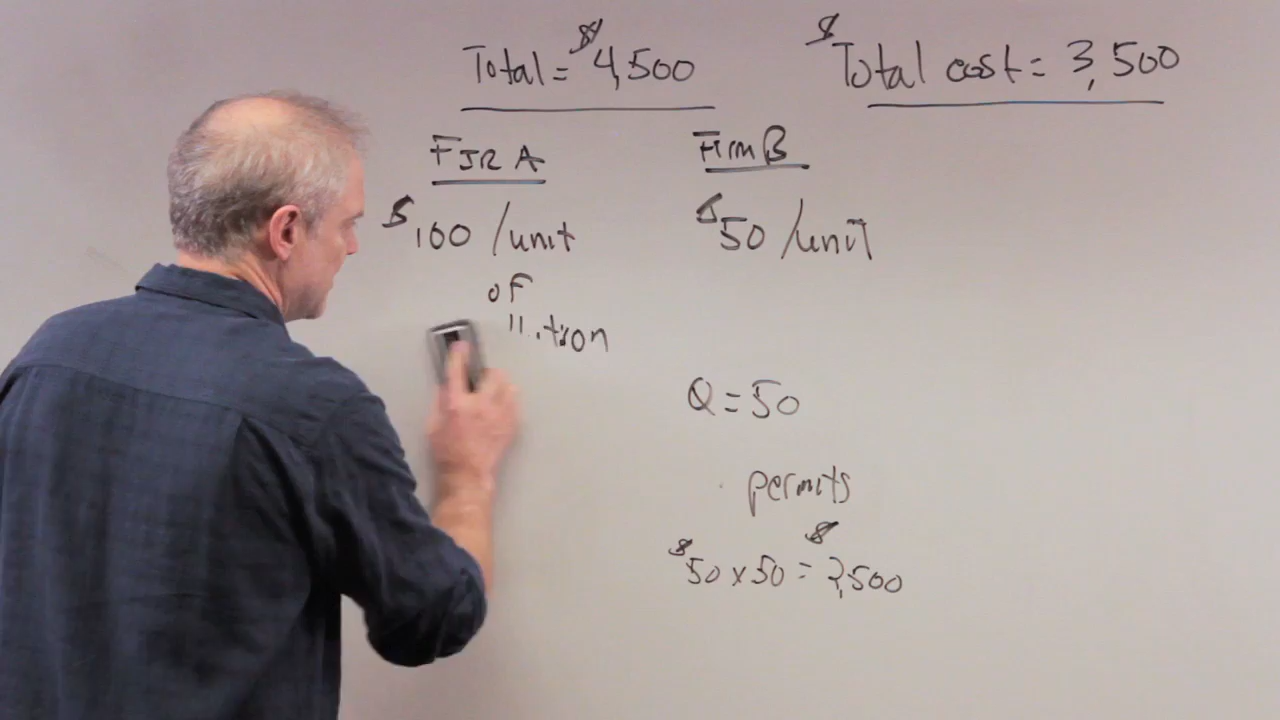 Total = $4,500
$Total cost = 3,500
FIRM A
Firm B
$100 /unit
$50 /unit
of
Q = 50
permits
$50 x 50 = $2,500